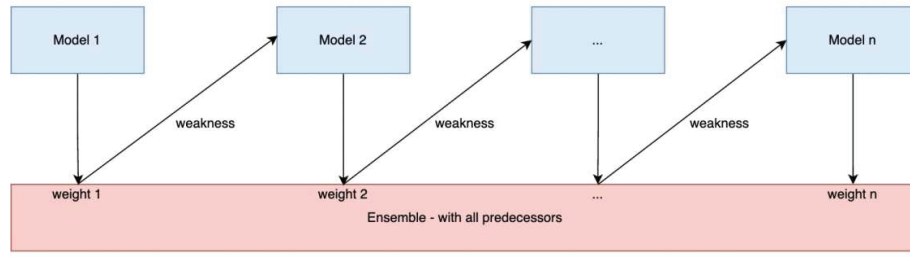 Model 1
Model 2
...
Model n
weakness
weakness
weakness
weight 1
weight 2
...
weight n
Ensemble - with all predecessors